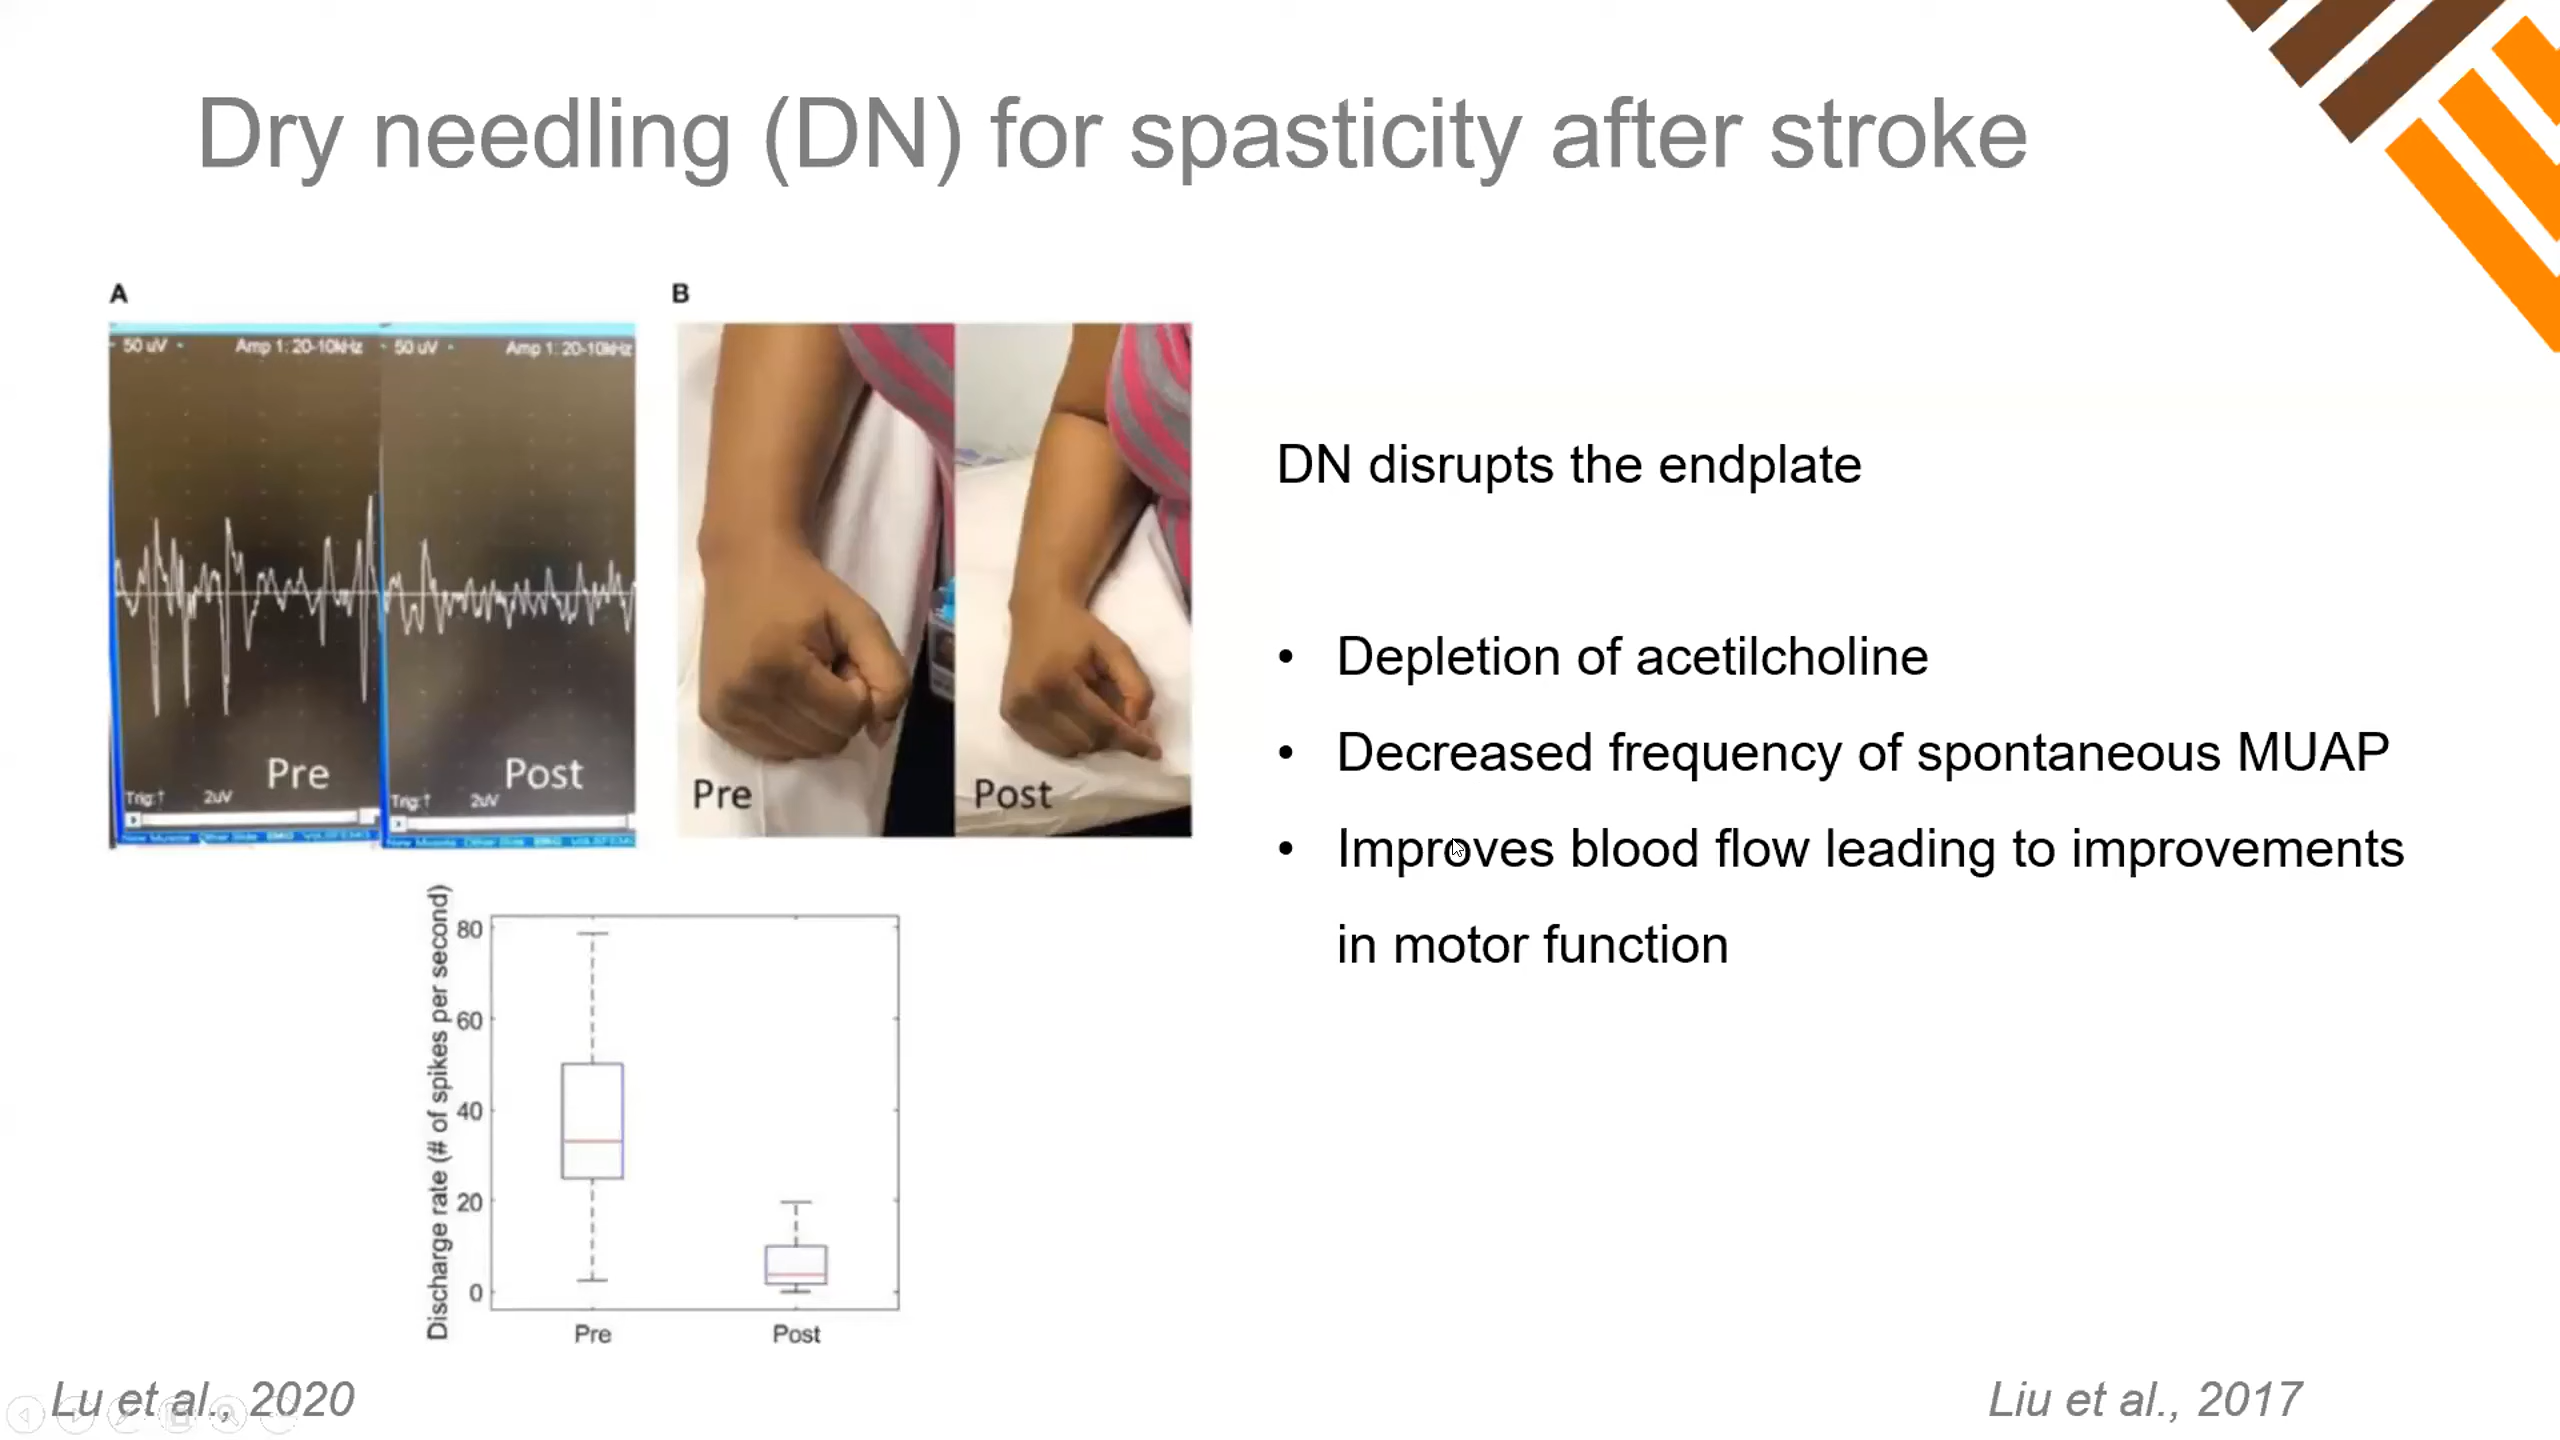 Dry needling (DN) for spasticity after stroke
A
B
50 uV
Amp 1: 20-10kHz
50 uV
Amp 1: 20-10kHz
Pre
Post
Trig:↑ 2uV
Trig:↑ 2uV
Pre
Post
DN disrupts the endplate
• Depletion of acetilcholine
• Decreased frequency of spontaneous MUAP
• Improves blood flow leading to improvements
in motor function
Discharge rate (# of spikes per second)
80
60
40
20
0
Pre
Post
Lu et al., 2020
Liu et al., 2017